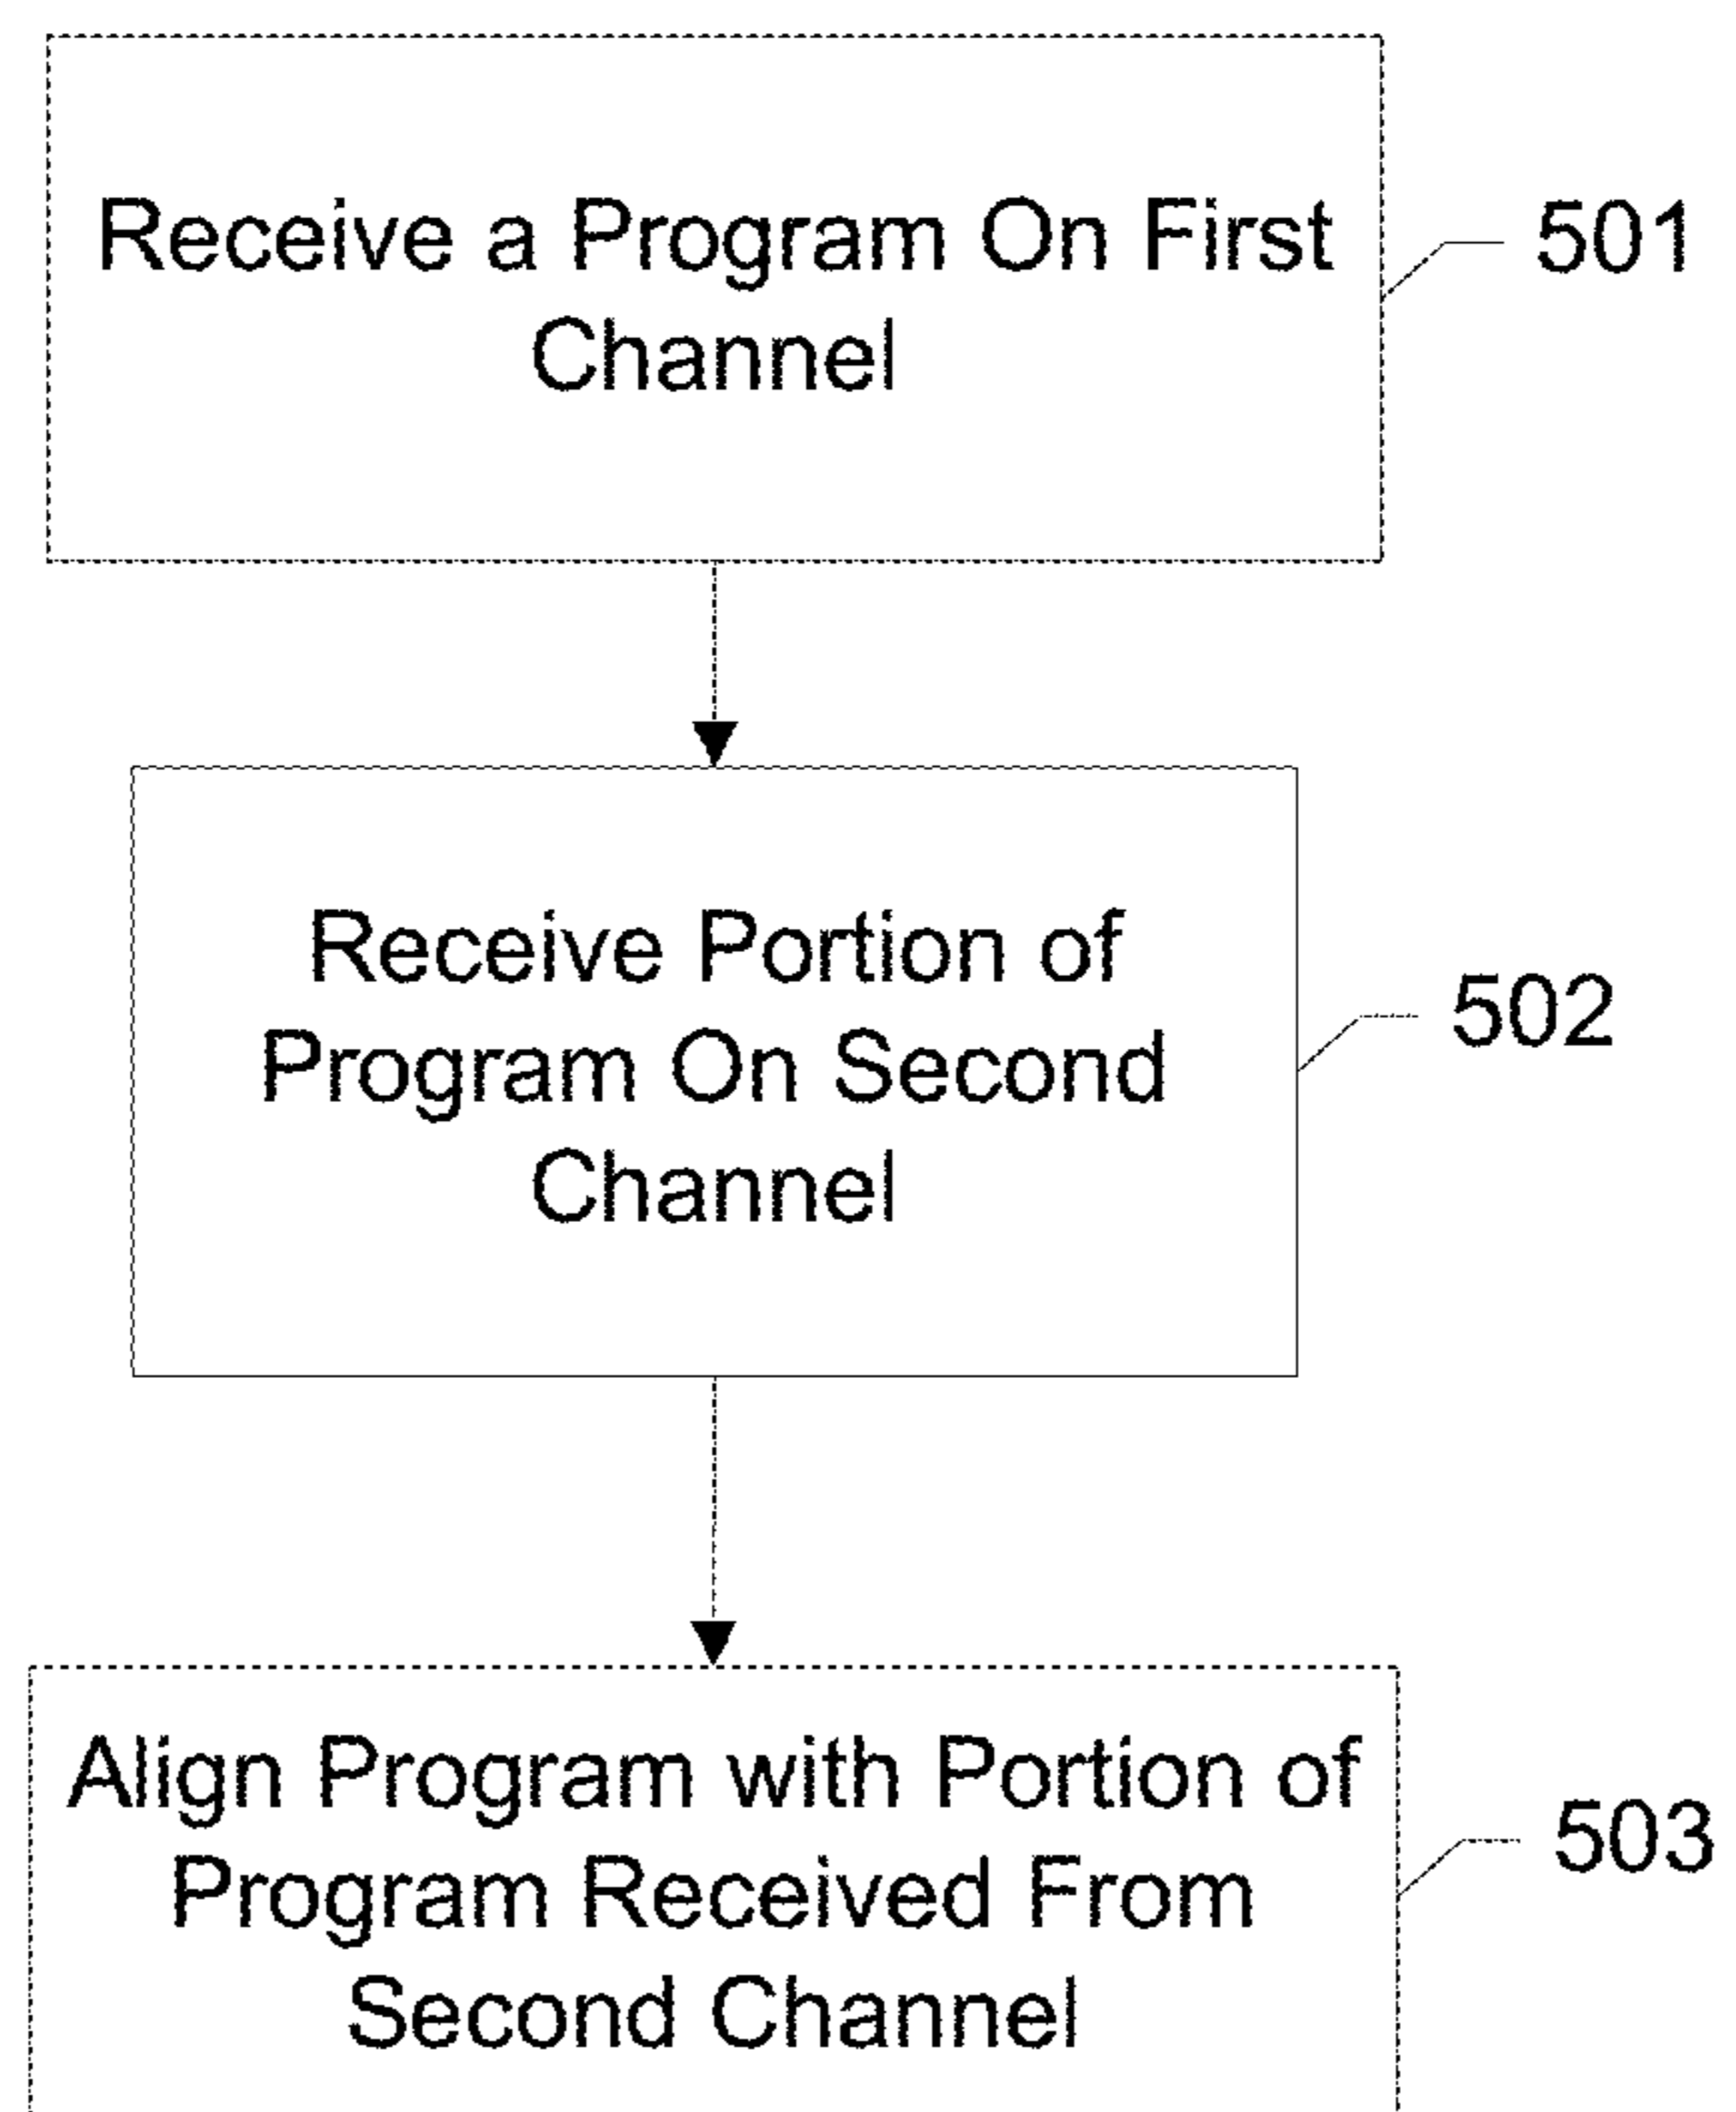 Receive a Program On First
Channel
501
Receive Portion of
Program On Second
Channel
502
Align Program with Portion of
Program Received From
Second Channel
503